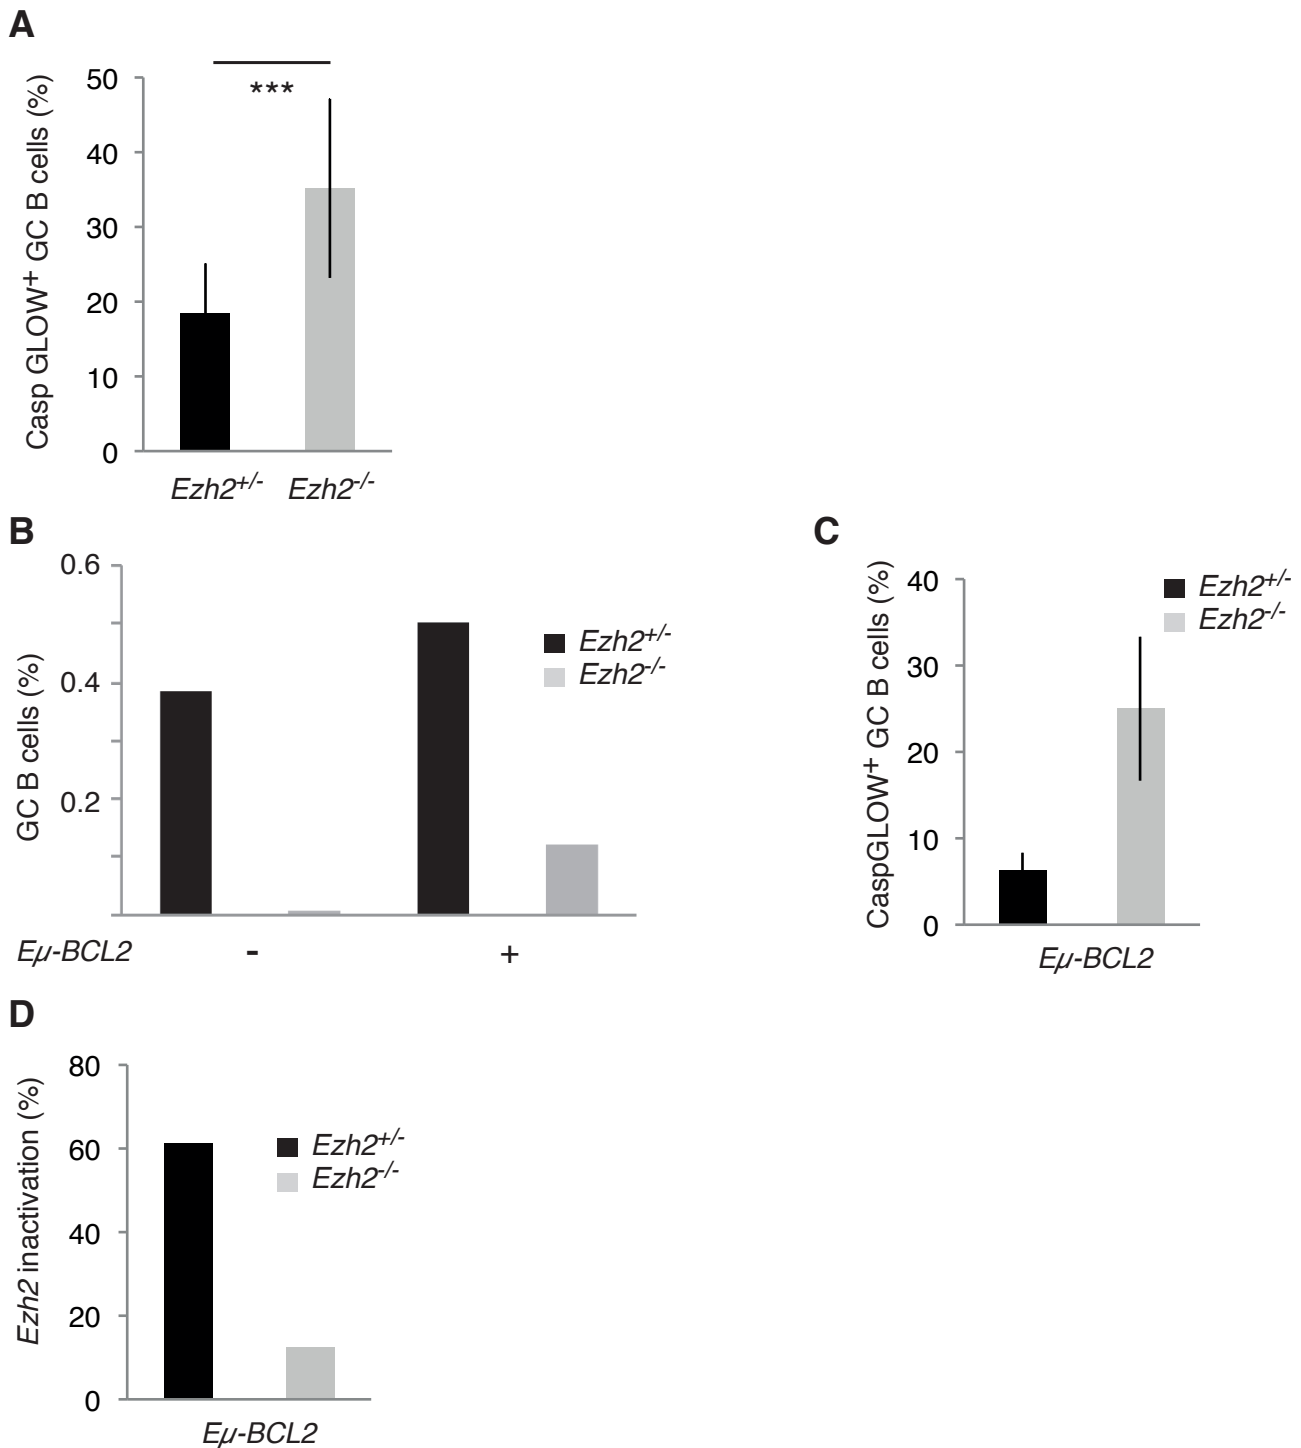 A
***
Casp GLOW+ GC B cells (%)
50
40
30
20
10
0
Ezh2+/- Ezh2-/-
B
GC B cells (%)
0.6
0.4
0.2
Ezh2+/-
Ezh2-/-
Eμ-BCL2 - +
C
CaspGLOW+ GC B cells (%)
40
30
20
10
0
Ezh2+/-
Ezh2-/-
Eμ-BCL2
D
Ezh2 inactivation (%)
80
60
40
20
0
Ezh2+/-
Ezh2-/-
Eμ-BCL2